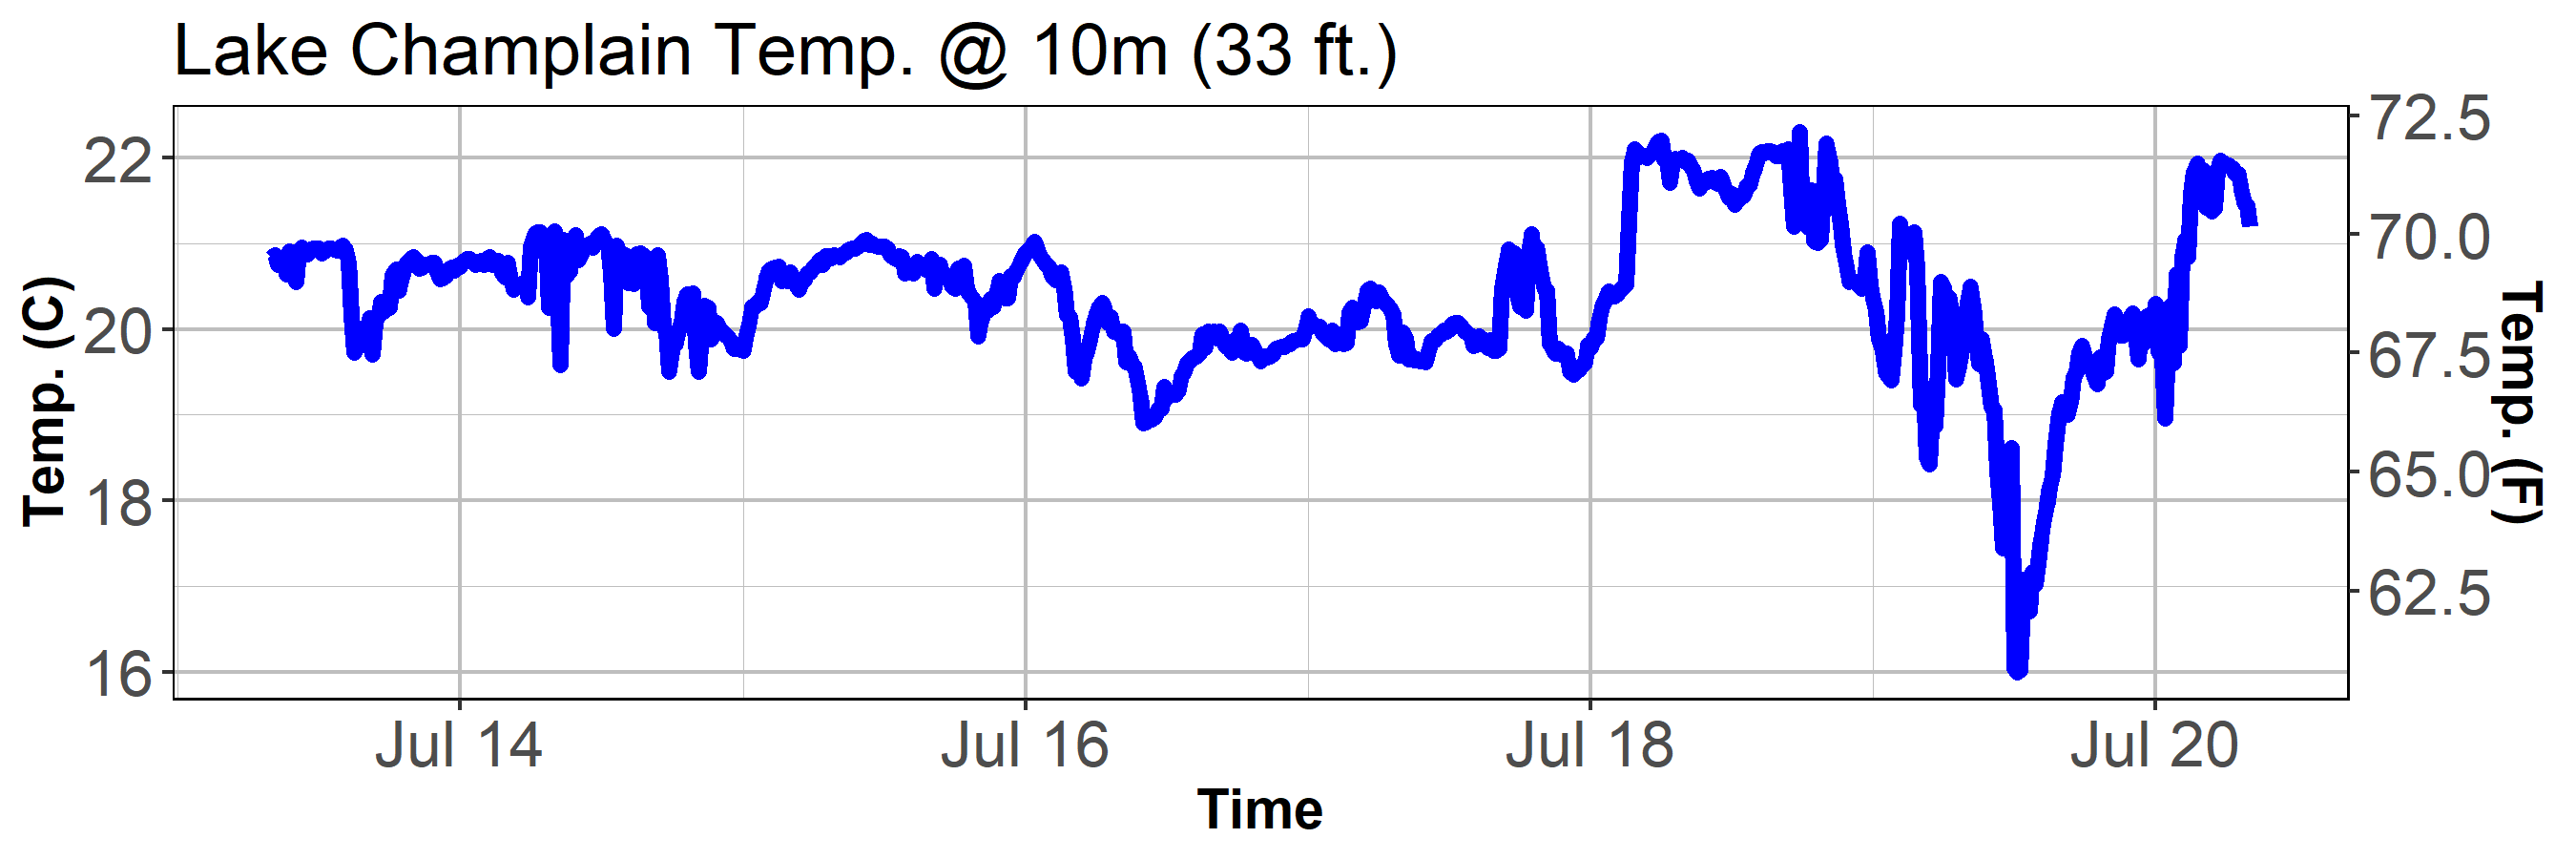 Lake Champlain Temp. @ 10m (33 ft.)
Temp. (C)
22
20
18
16
72.5
70.0
67.5
65.0
62.5
Temp. (F)
Jul 14
Jul 16
Jul 18
Jul 20
Time